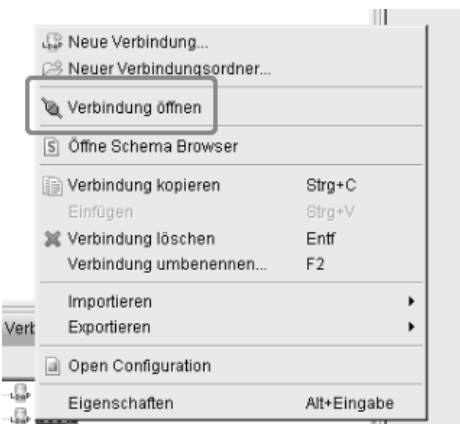 Neue Verbindung...
Neuer Verbindungsordner...
Verbindung öffnen
Öffne Schema Browser
Verbindung kopieren Strg+C
Einfügen Strg+V
Verbindung löschen Entf
Verbindung umbenennen... F2
Importieren
Exportieren
Open Configuration
Eigenschaften Alt+Eingabe